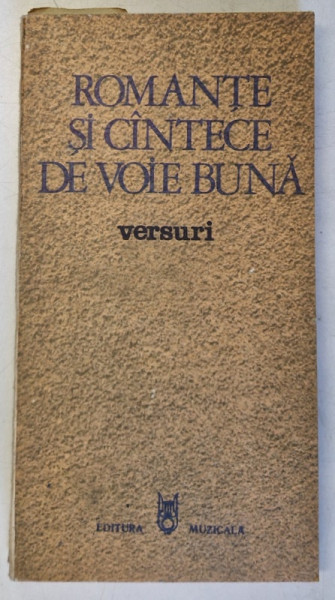 ROMANȚE
ȘI CÎNTECE
DE VOIE BUNĂ
versuri
EDITURA MUZICALĂ